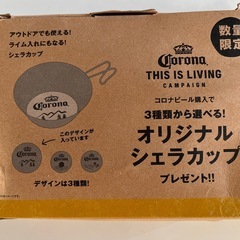 アウトドアでも使える!
ライム入れにもなる!
シェラカップ
Corona
このデザインが
入っています
Corona
Corona
Corona
デザインは3種類!
数量
限定
Corona
THIS IS LIVING
CAMPAIGN
コロナビール購入で
3種類から選べる!
オリジナル
シェラカップ
プレゼント!!